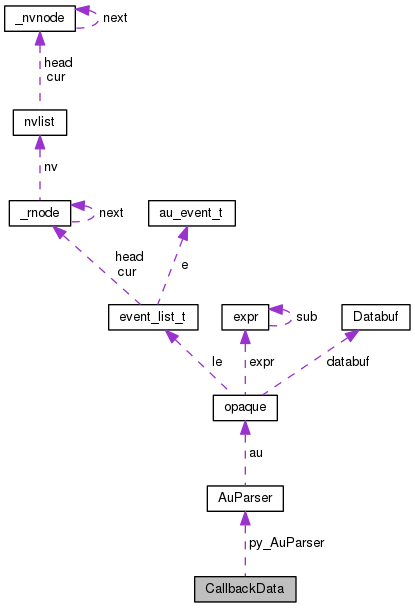 _nvnode
next
head
cur
nvlist
nv
_rnode
next
au_event_t
head
cur
e
event_list_t
expr
sub
Databuf
le
expr
databuf
opaque
au
AuParser
py_AuParser
CallbackData